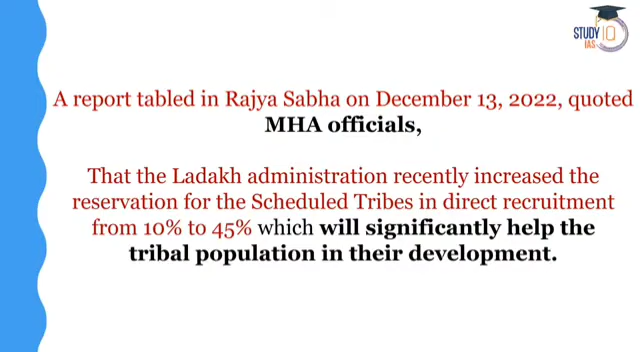 STUDY IQ
IAS
A report tabled in Rajya Sabha on December 13, 2022, quoted
MHA officials,
That the Ladakh administration recently increased the
reservation for the Scheduled Tribes in direct recruitment
from 10% to 45% which will significantly help the
tribal population in their development.